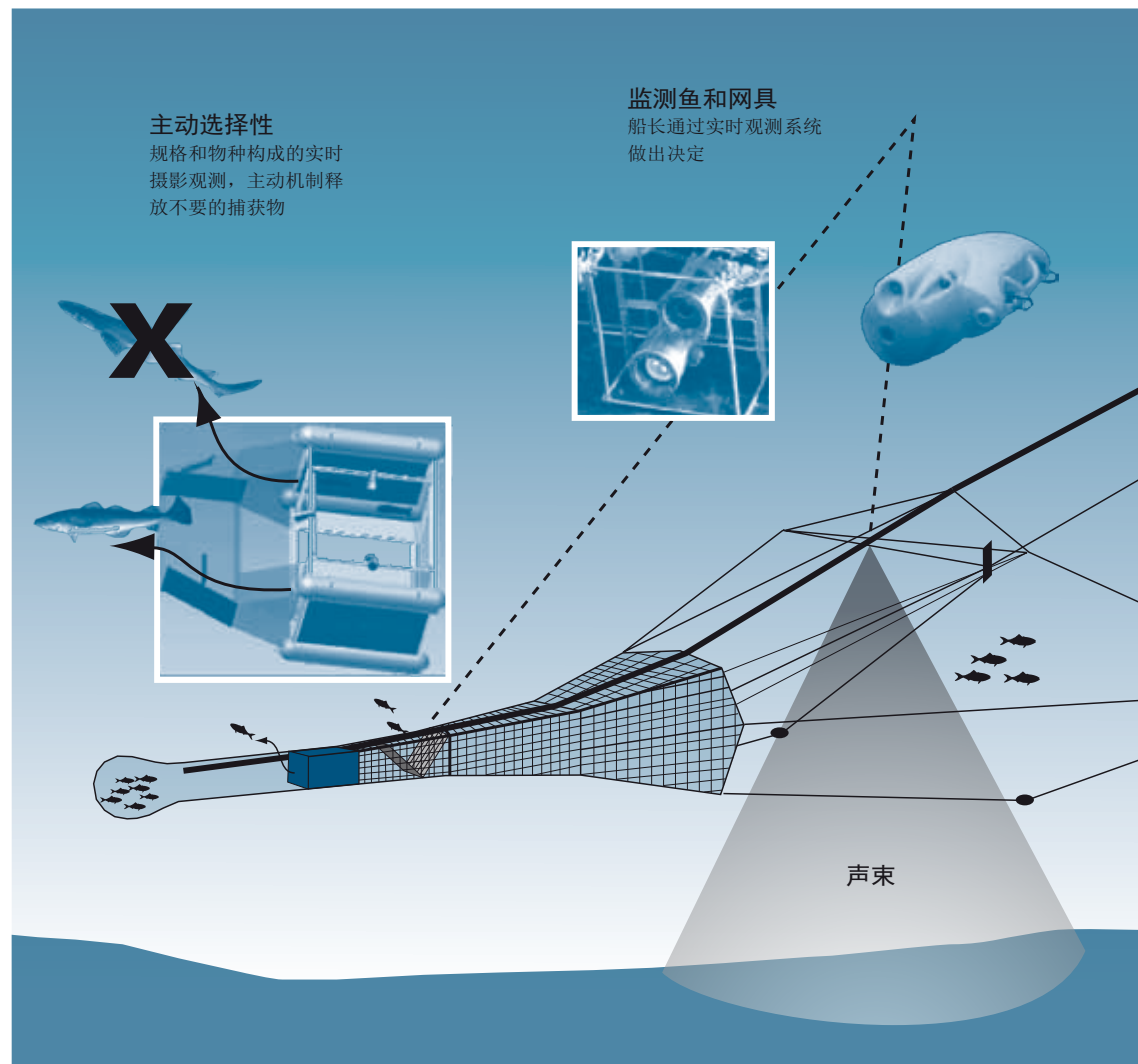 主动选择性
规格和物种构成的实时
摄影观测，主动机制释
放不要的捕获物
监测鱼和网具
船长通过实时观测系统
做出决定
X
声束